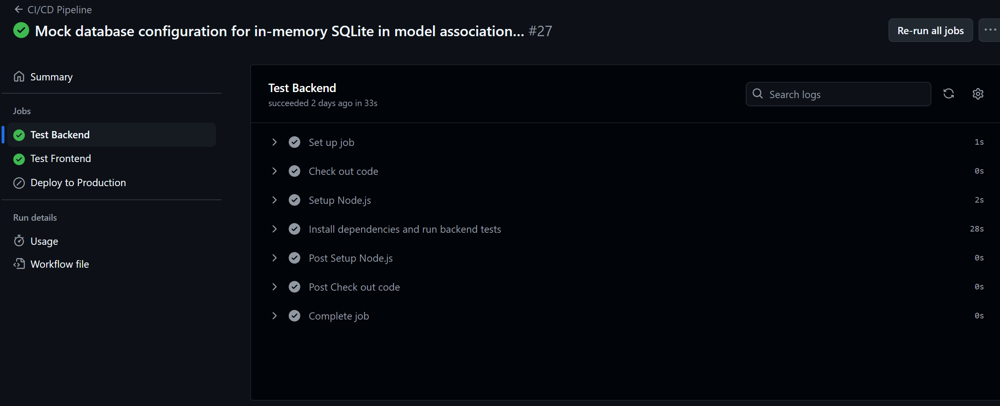 CI/CD Pipeline
Mock database configuration for in-memory SQLite in model association... #27
Re-run all jobs
Summary
Jobs
Test Backend
Test Frontend
Deploy to Production
Run details
Usage
Workflow file
Test Backend
succeeded 2 days ago in 33s
Search logs
Set up job 1s
Check out code 0s
Setup Node.js 2s
Install dependencies and run backend tests 28s
Post Setup Node.js 0s
Post Check out code 0s
Complete job 0s